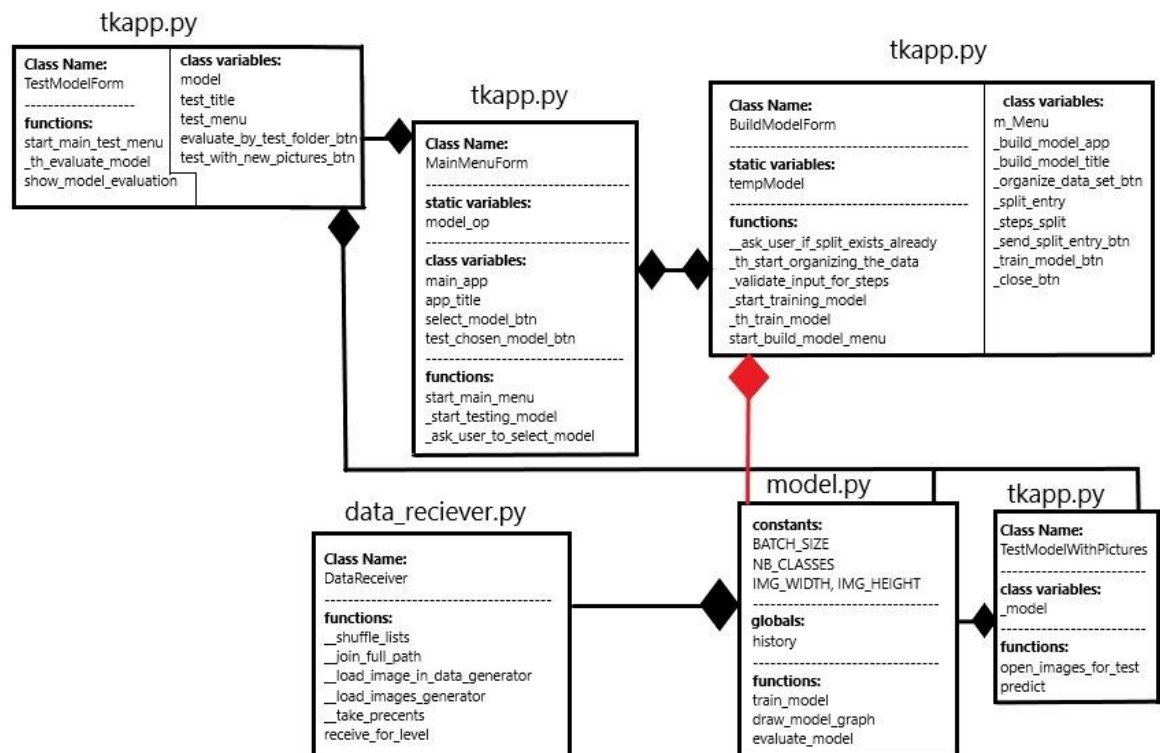 tkapp.py
Class Name:
TestModelForm
--------------------
functions:
start_main_test_menu
_th_evaluate_model
show_model_evaluation
class variables:
model
test_title
test_menu
evaluate_by_test_folder_btn
test_with_new_pictures_btn
tkapp.py
Class Name:
MainMenuForm
static variables:
model_op
class variables:
main_app
app_title
select_model_btn
test_chosen_model_btn
functions:
start_main_menu
_start_testing_model
_ask_user_to_select_model
tkapp.py
Class Name:
BuildModelForm
static variables:
tempModel
functions:
__ask_user_if_split_exists_already
_th_start_organizing_the_data
_validate_input_for_steps
_start_training_model
_th_train_model
start_build_model_menu
class variables:
m_Menu
_build_model_app
_build_model_title
_organize_data_set_btn
_split_entry
_steps_split
_send_split_entry_btn
_train_model_btn
_close_btn
data_reciever.py
Class Name:
DataReceiver
functions:
__shuffle_lists
__join_full_path
__load_image_in_data_generator
__load_images_generator
__take_precents
receive_for_level
model.py
constants:
BATCH_SIZE
NB_CLASSES
IMG_WIDTH, IMG_HEIGHT
globals:
history
functions:
train_model
draw_model_graph
evaluate_model
tkapp.py
Class Name:
TestModelWithPictures
class variables:
_model
functions:
open_images_for_test
predict